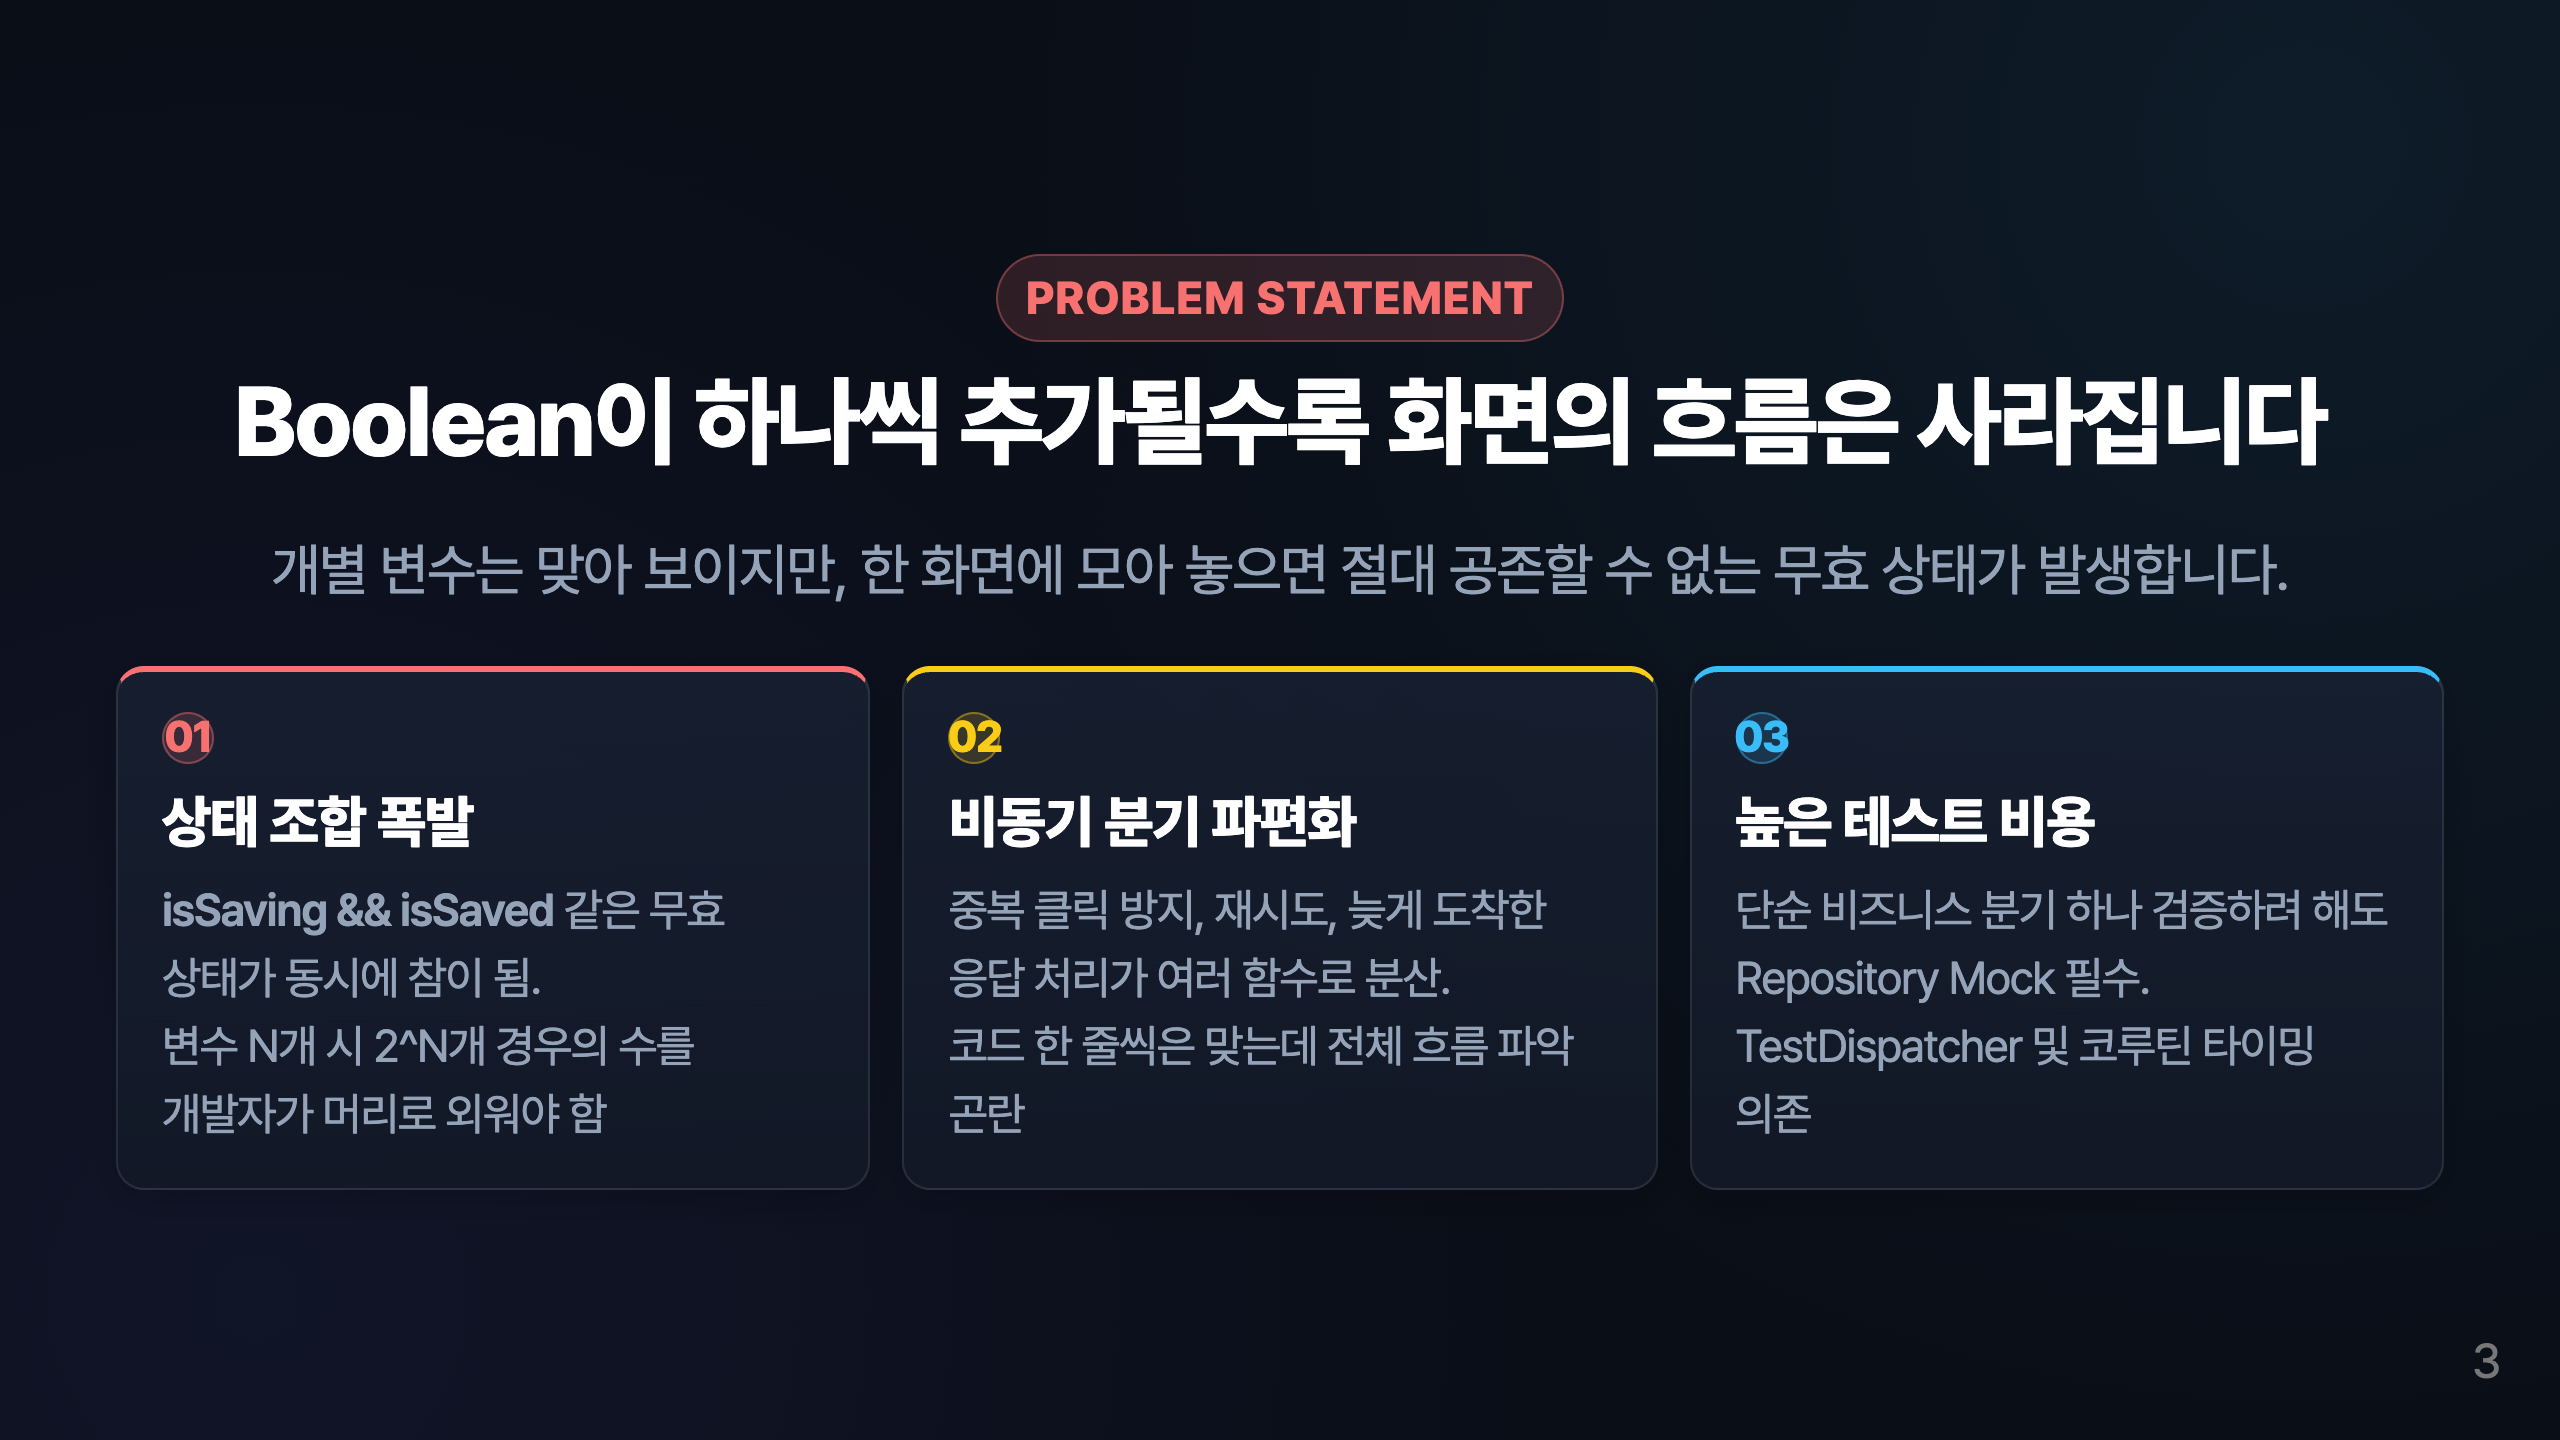 PROBLEM STATEMENT
Boolean이 하나씩 추가될수록 화면의 흐름은 사라집니다
개별 변수는 맞아 보이지만, 한 화면에 모아 놓으면 절대 공존할 수 없는 무효 상태가 발생합니다.
01
상태 조합 폭발
isSaving && isSaved 같은 무효
상태가 동시에 참이 됨.
변수 N개 시 2^N개 경우의 수를
개발자가 머리로 외워야 함
02
비동기 분기 파편화
중복 클릭 방지, 재시도, 늦게 도착한
응답 처리가 여러 함수로 분산.
코드 한 줄씩은 맞는데 전체 흐름 파악
곤란
03
높은 테스트 비용
단순 비즈니스 분기 하나 검증하려 해도
Repository Mock 필수.
TestDispatcher 및 코루틴 타이밍
의존
3